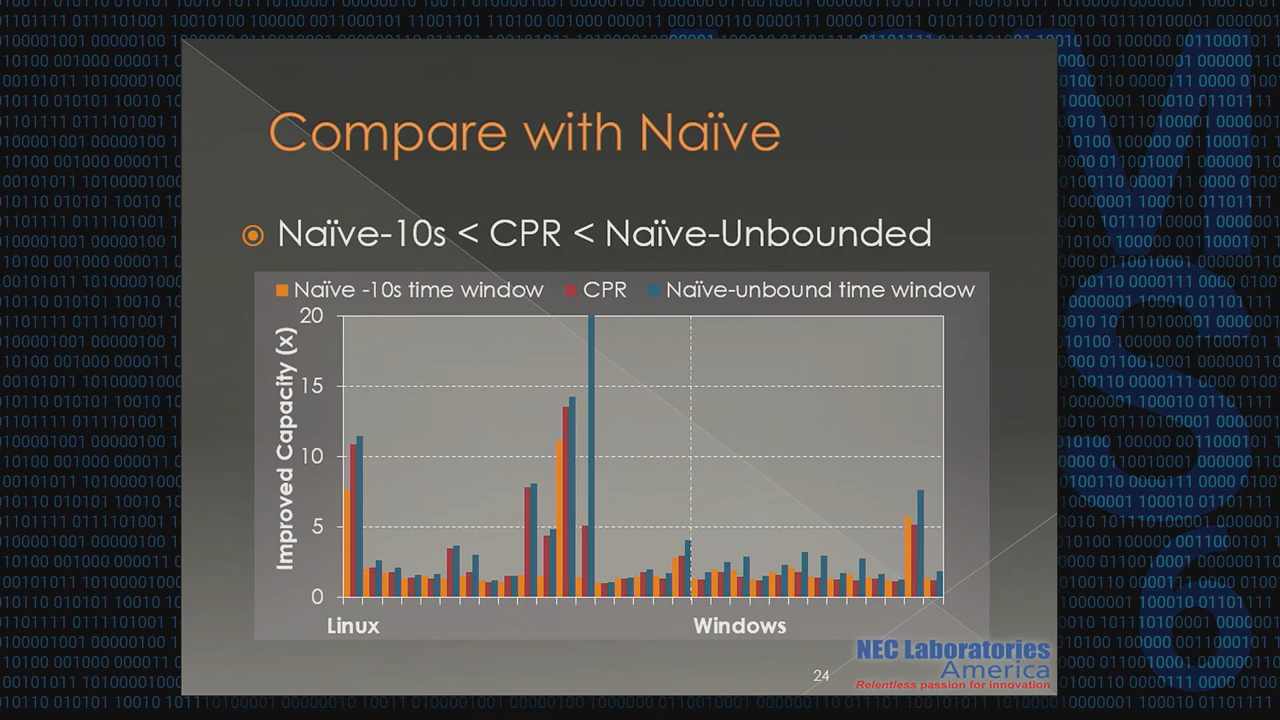 Compare with Naïve
Naïve-10s < CPR < Naïve-Unbounded
Naïve -10s time window CPR Naïve-unbound time window
Improved Capacity (x)
20
15
10
5
0
Linux Windows
24
NEC Laboratories
America
Relentless passion for innovation